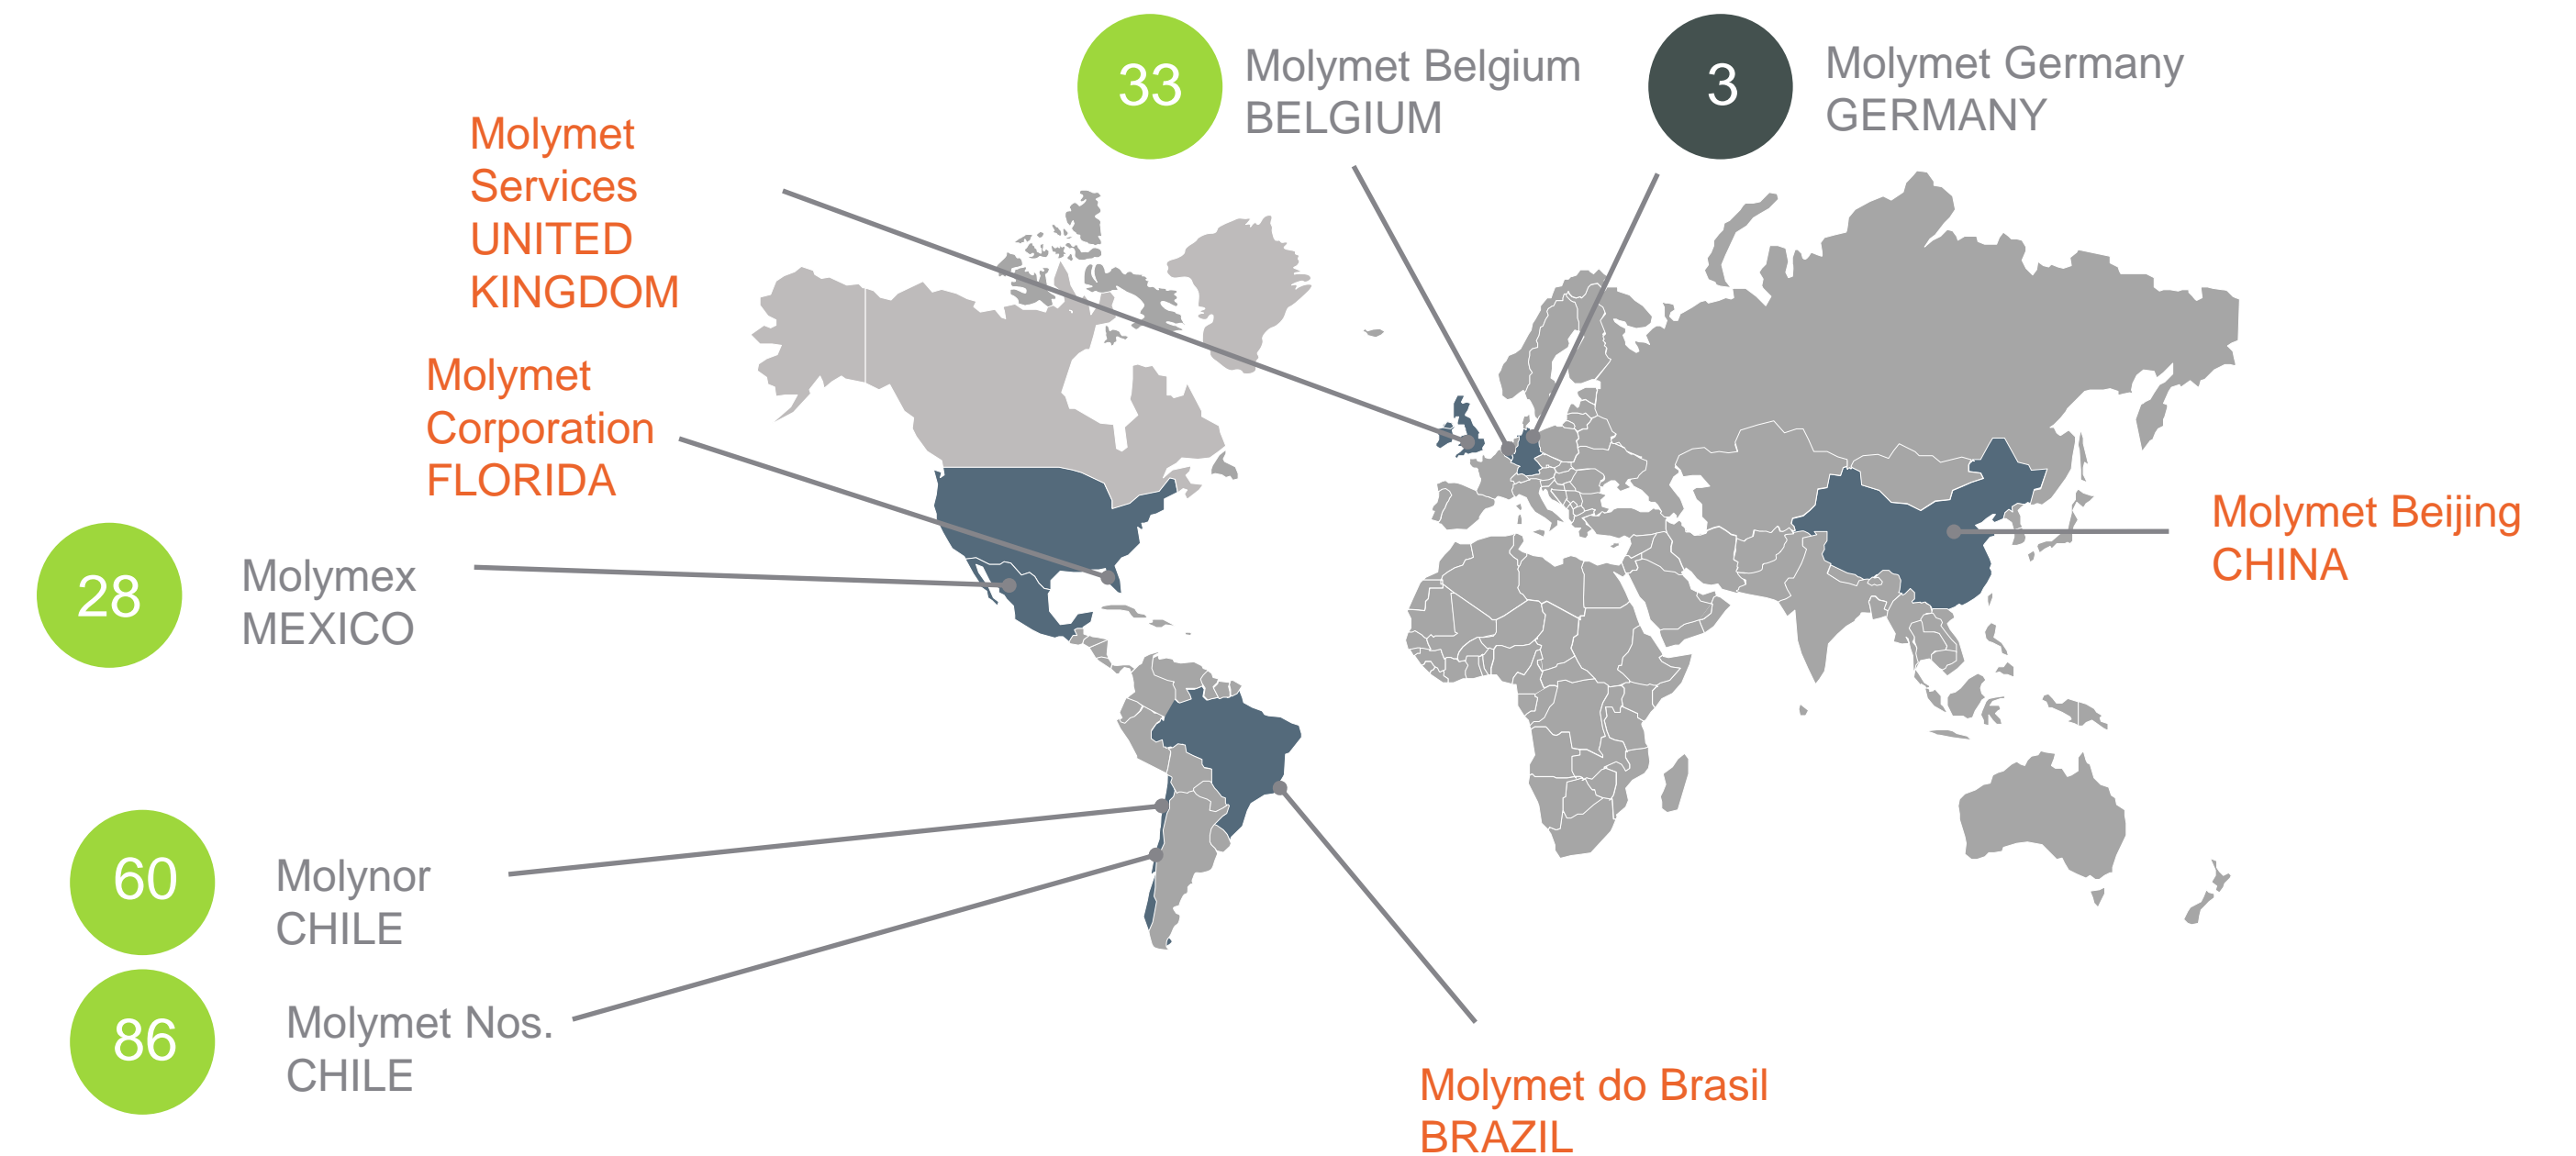 33
Molymet Belgium
BELGIUM
3
Molymet Germany
GERMANY
Molymet
Services
UNITED
KINGDOM
Molymet
Corporation
FLORIDA
Molymet Beijing
CHINA
28
Molymex
MEXICO
60
Molynor
CHILE
86
Molymet Nos.
CHILE
Molymet do Brasil
BRAZIL